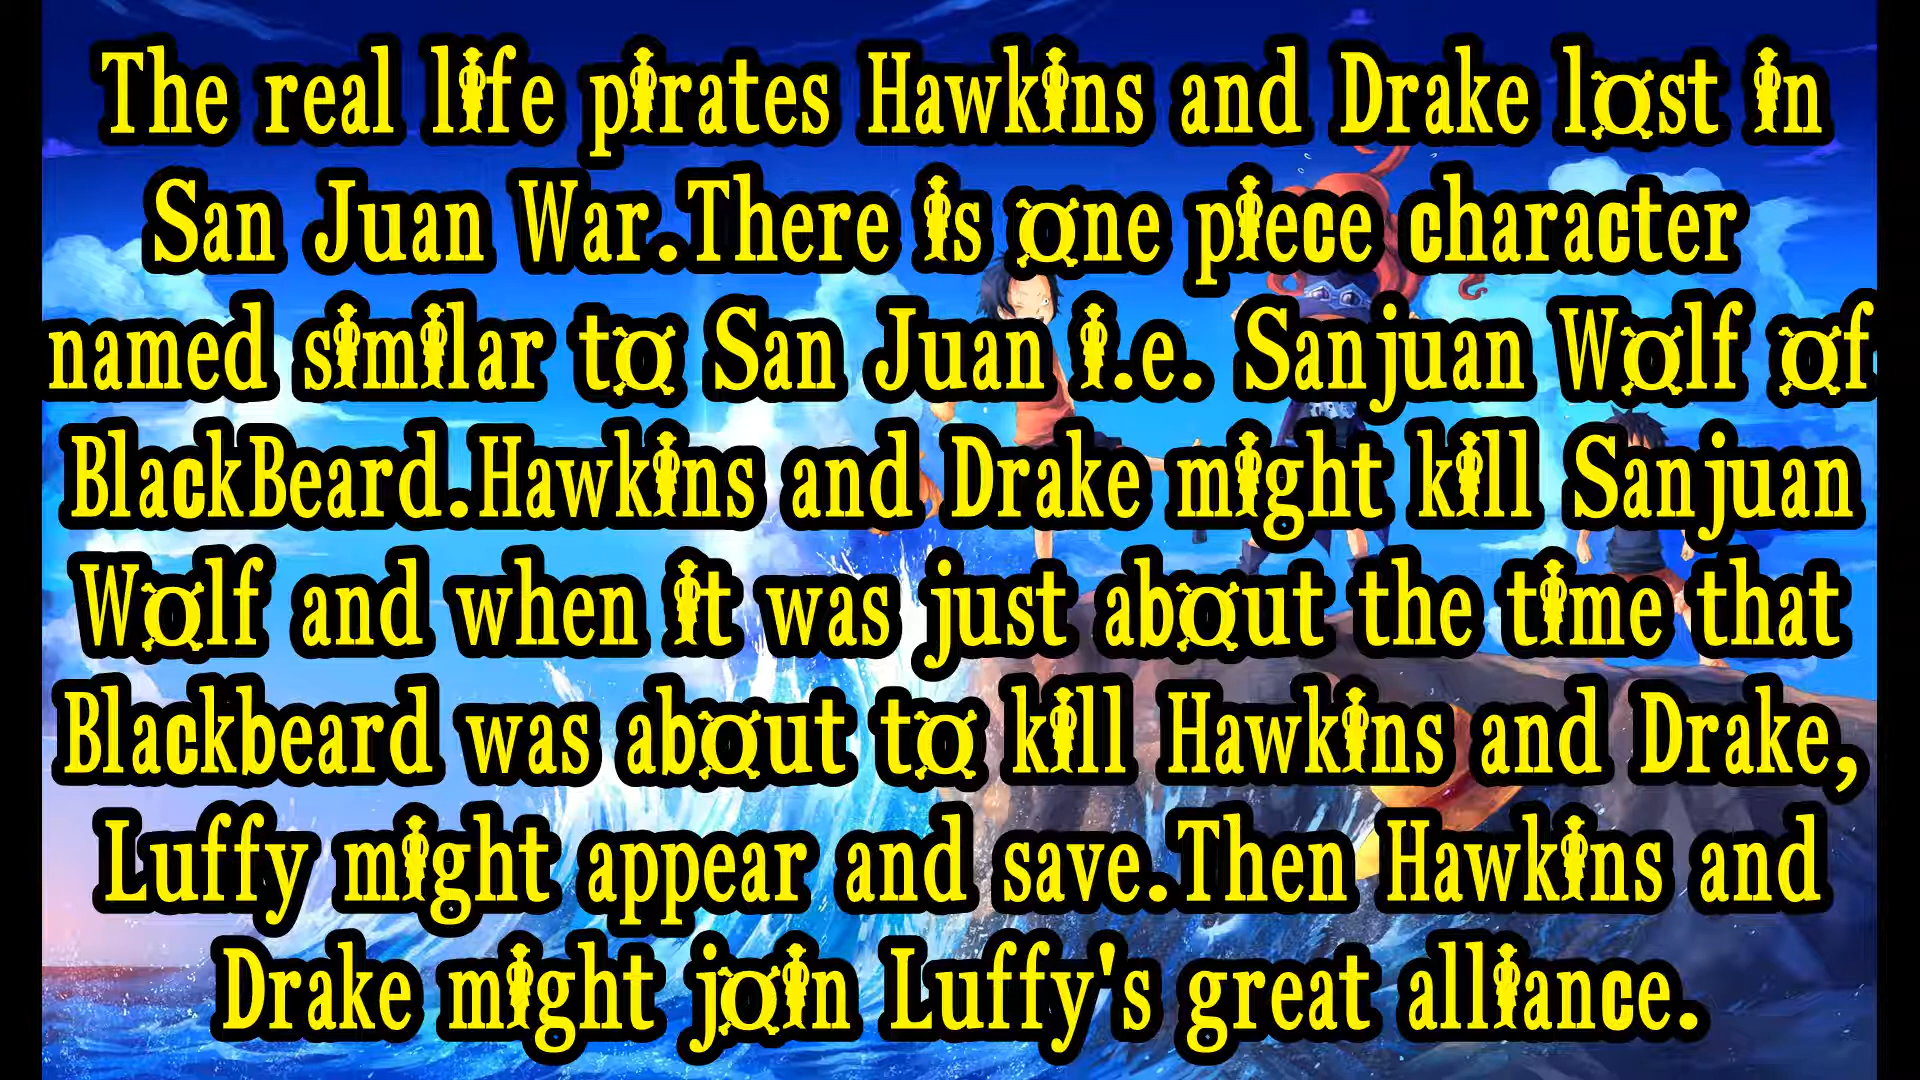 The real life pirates Hawkins and Drake lost in
San Juan War.There is one piece character
named similar to San Juan i.e. Sanjuan Wolf of
BlackBeard.Hawkins and Drake might kill Sanjuan
Wolf and when it was just about the time that
Blackbeard was about to kill Hawkins and Drake,
Luffy might appear and save.Then Hawkins and
Drake might join Luffy's great alliance.